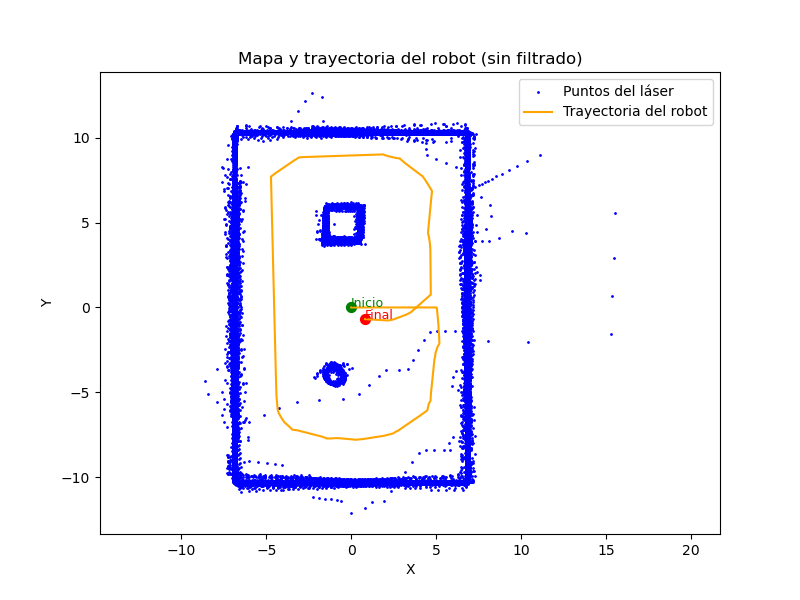 Mapa y trayectoria del robot (sin filtrado)
Puntos del láser
Trayectoria del robot
10
5
Y
0
Inicio
Final
−5
−10
−10
−5
0
5
10
15
20
X